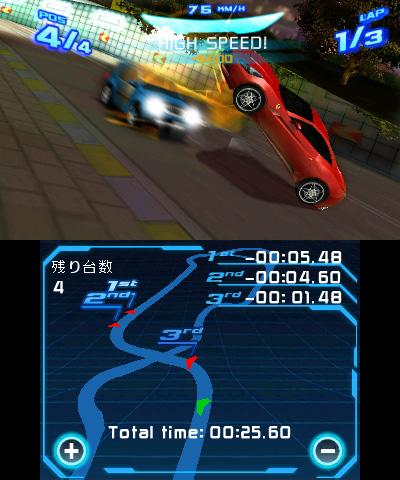 75 KM/H
POS
4/4
HIGH SPEED!
LAP
1/3
残り台数
4
1st
2nd
3rd
1st -00:05.48
2nd -00:04.60
3rd -00:01.48
Total time: 00:25.60
+
−